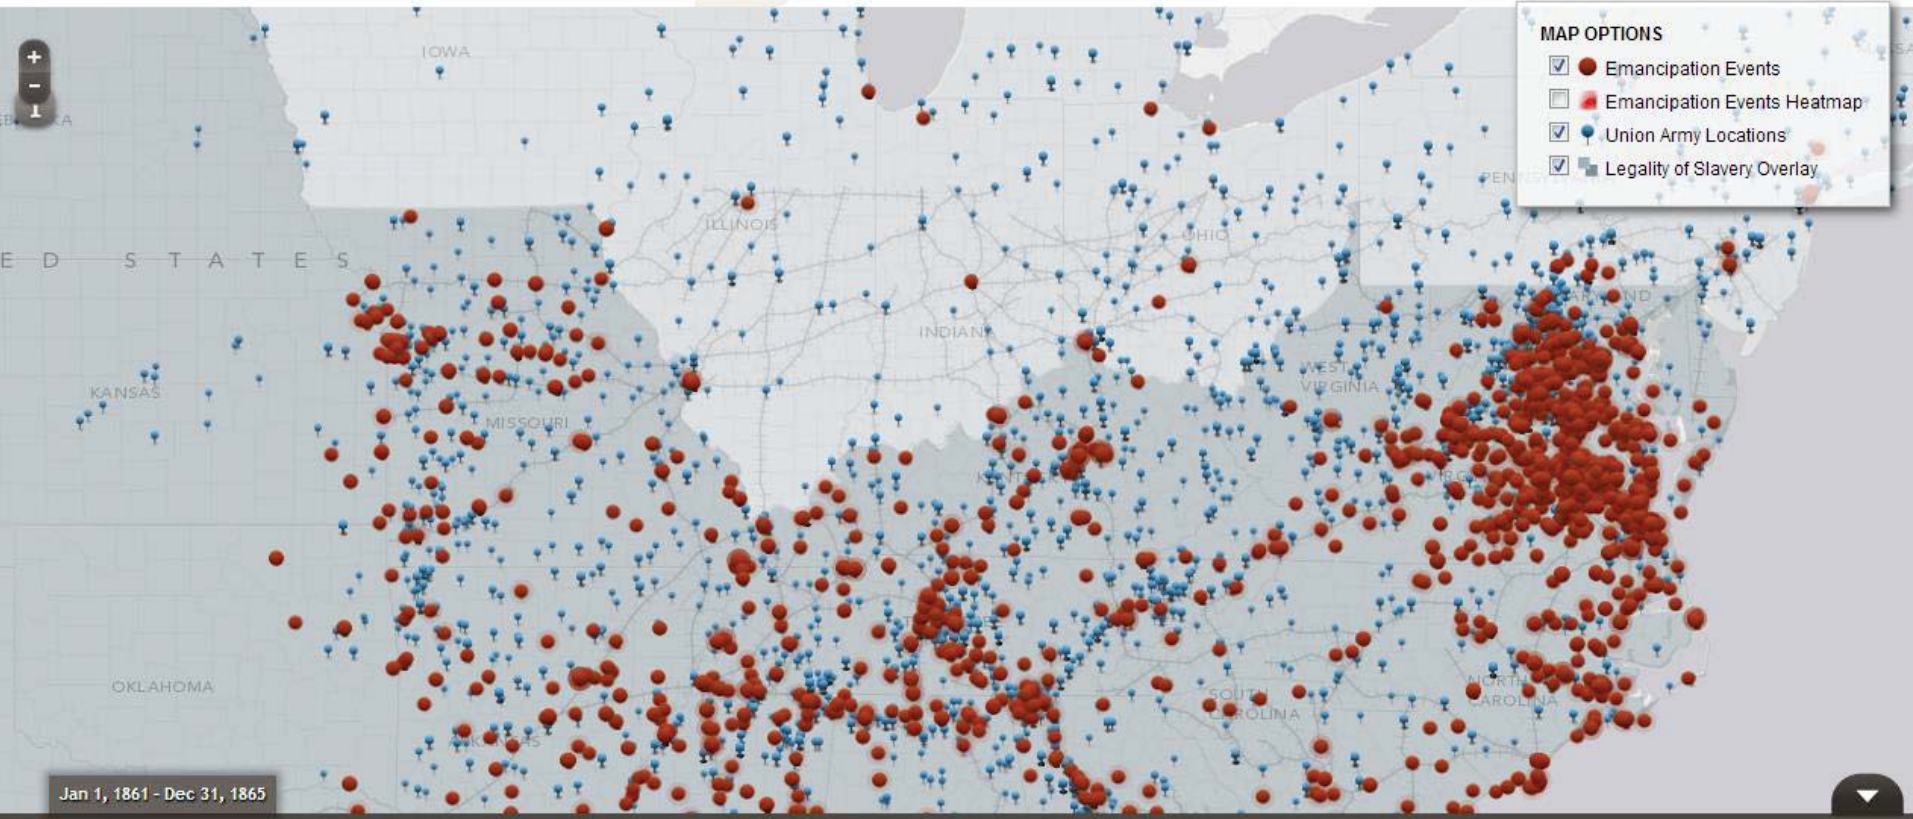 MAP OPTIONS
Emancipation Events
Emancipation Events Heatmap
Union Army Locations
Legality of Slavery Overlay
+
-
IOWA
ILLINOIS
OHIO
E D   S T A T E S
INDIANA
MARYLAND
KANSAS
WEST
VIRGINIA
MISSOURI
OKLAHOMA
SOUTH
CAROLINA
NORTH
CAROLINA
Jan 1, 1861 - Dec 31, 1865